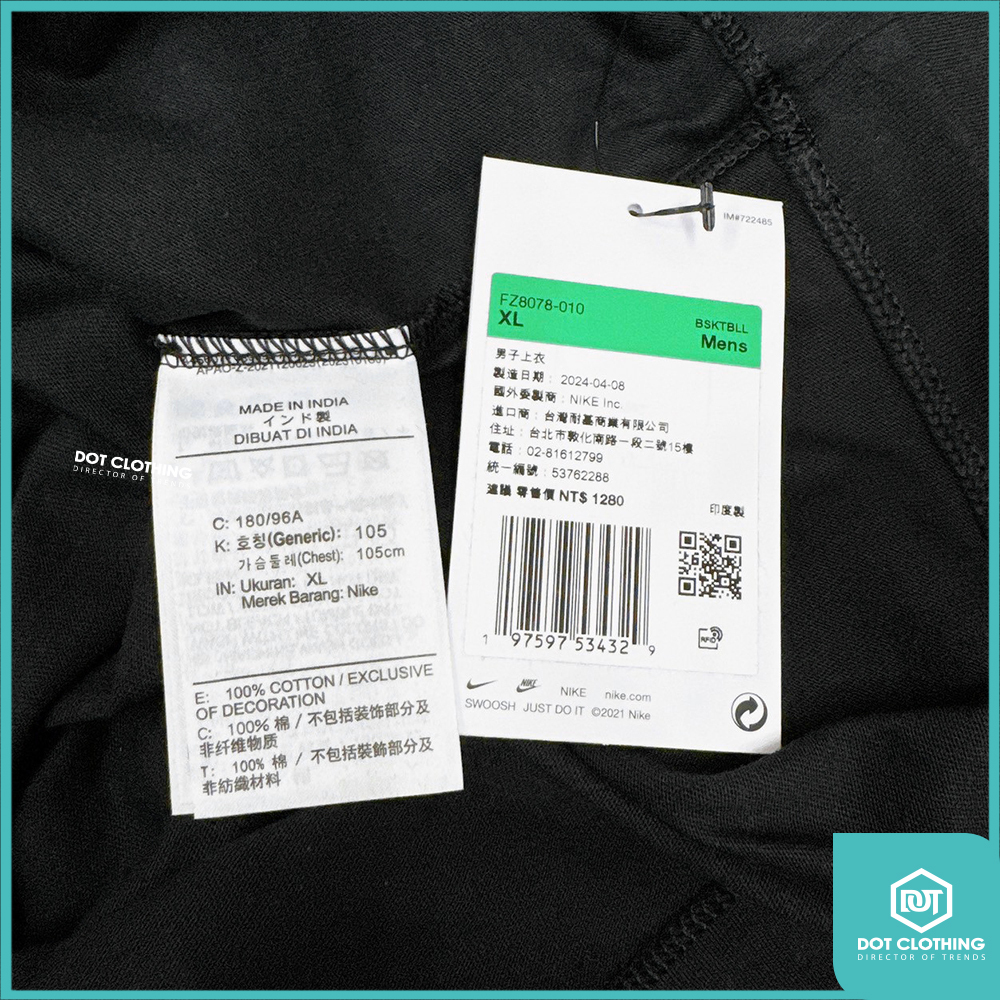 IM#722485
FZ8078-010
XL
BSKTBLL
Mens
男子上衣
製造日期：2024-04-08
國外委製商：NIKE Inc.
進口商：台灣耐基商業有限公司
住址：台北市敦化南路一段二號15樓
電話：02-81612799
統一編號：53762288
建議 零售價 NT$ 1280
印度製
1 97597 53432 9
RFID
NIKE
NIKE nike.com
SWOOSH JUST DO IT ©2021 Nike
MADE IN INDIA
インド製
DIBUAT DI INDIA
DOT CLOTHING
DIRECTOR OF
C: 180/96A
K: 호칭(Generic): 105
가슴둘레(Chest): 105cm
IN: Ukuran: XL
Merek Barang: Nike
E: 100% COTTON / EXCLUSIVE
OF DECORATION
C: 100% 棉 / 不包括装饰部分及
非纤维物质
T: 100% 棉 / 不包括裝飾部分及
非紡織材料
DOT
DOT CLOTHING
DIRECTOR OF TRENDS